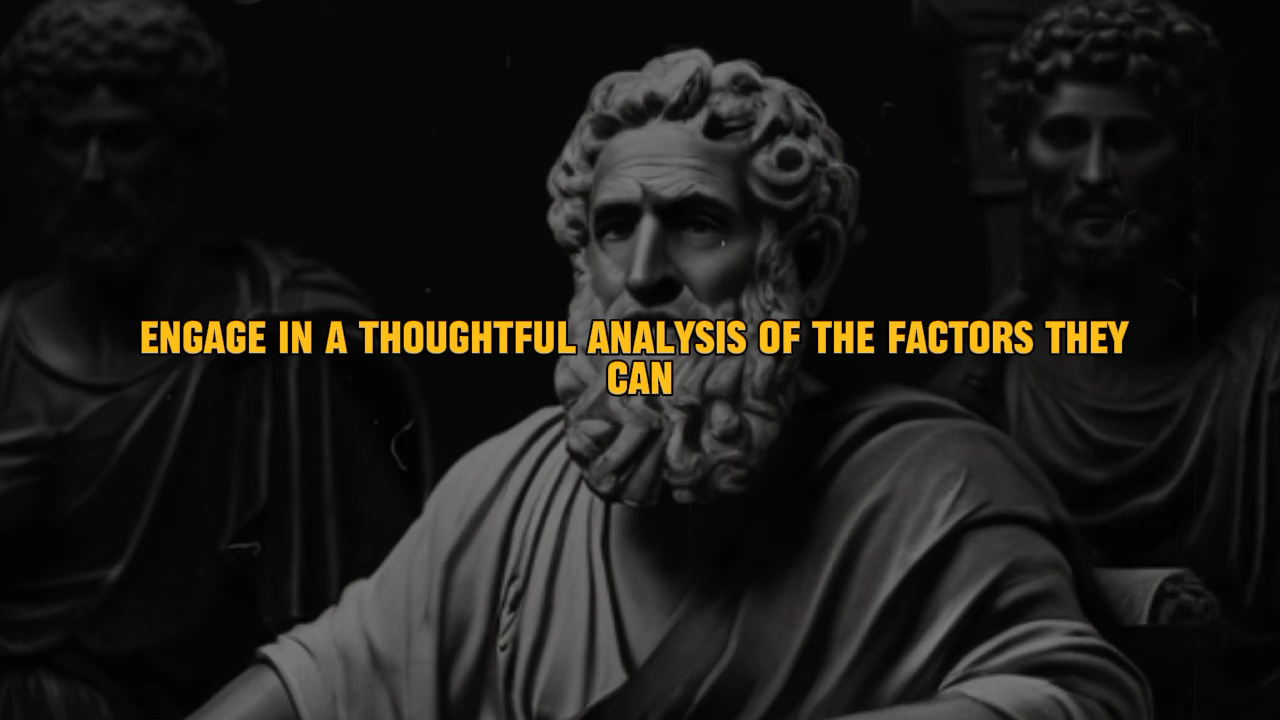 ENGAGE IN A THOUGHTFUL ANALYSIS OF THE FACTORS THEY
CAN